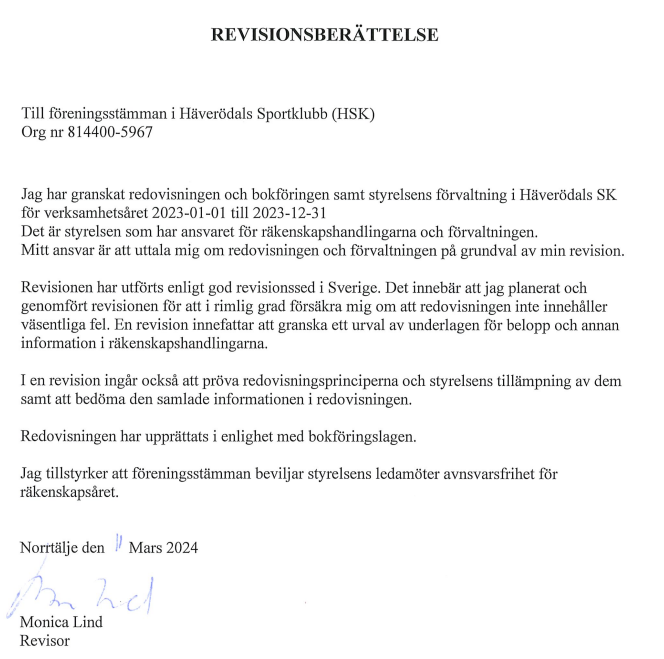 REVISIONSBERÄTTELSE
Till föreningsstämman i Häverödals Sportklubb (HSK)
Org nr 814400-5967
Jag har granskat redovisningen och bokföringen samt styrelsens förvaltning i Häverödals SK
för verksamhetsåret 2023-01-01 till 2023-12-31
Det är styrelsen som har ansvaret för räkenskapshandlingarna och förvaltningen.
Mitt ansvar är att uttala mig om redovisningen och förvaltningen på grundval av min revision.
Revisionen har utförts enligt god revisionssed i Sverige. Det innebär att jag planerat och
genomfört revisionen för att i rimlig grad försäkra mig om att redovisningen inte innehåller
väsentliga fel. En revision innefattar att granska ett urval av underlagen för belopp och annan
information i räkenskapshandlingarna.
I en revision ingår också att pröva redovisningsprinciperna och styrelsens tillämpning av dem
samt att bedöma den samlade informationen i redovisningen.
Redovisningen har upprättats i enlighet med bokföringslagen.
Jag tillstyrker att föreningsstämman beviljar styrelsens ledamöter avnsvarsfrihet för
räkenskapsåret.
Norrtälje den 11 Mars 2024
Monica Lind
Revisor